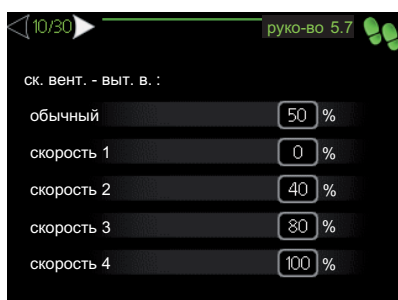 10/30 руко-во 5.7
ск. вент. - выт. в. :
обычный 50 %
скорость 1 0 %
скорость 2 40 %
скорость 3 80 %
скорость 4 100 %